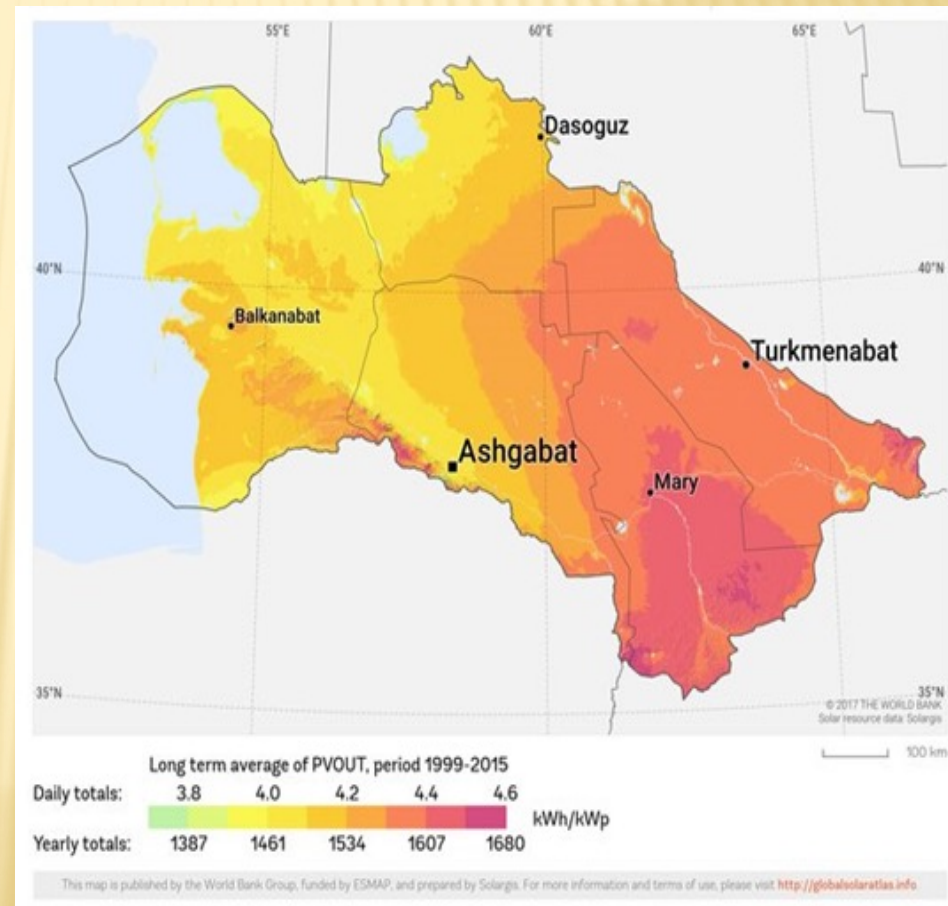 55°E 60°E 65°E
Dasoguz
40°N 40°N
Balkanabat
Turkmenabat
Ashgabat
Mary
35°N 35°N
© 2017 THE WORLD BANK
Solar resource data: Solargis
100 km
Long term average of PVOUT, period 1999-2015
Daily totals: 3.8 4.0 4.2 4.4 4.6
kWh/kWp
Yearly totals: 1387 1461 1534 1607 1680
This map is published by the World Bank Group, funded by ESMAP, and prepared by Solargis. For more information and terms of use, please visit http://globalsolaratlas.info.